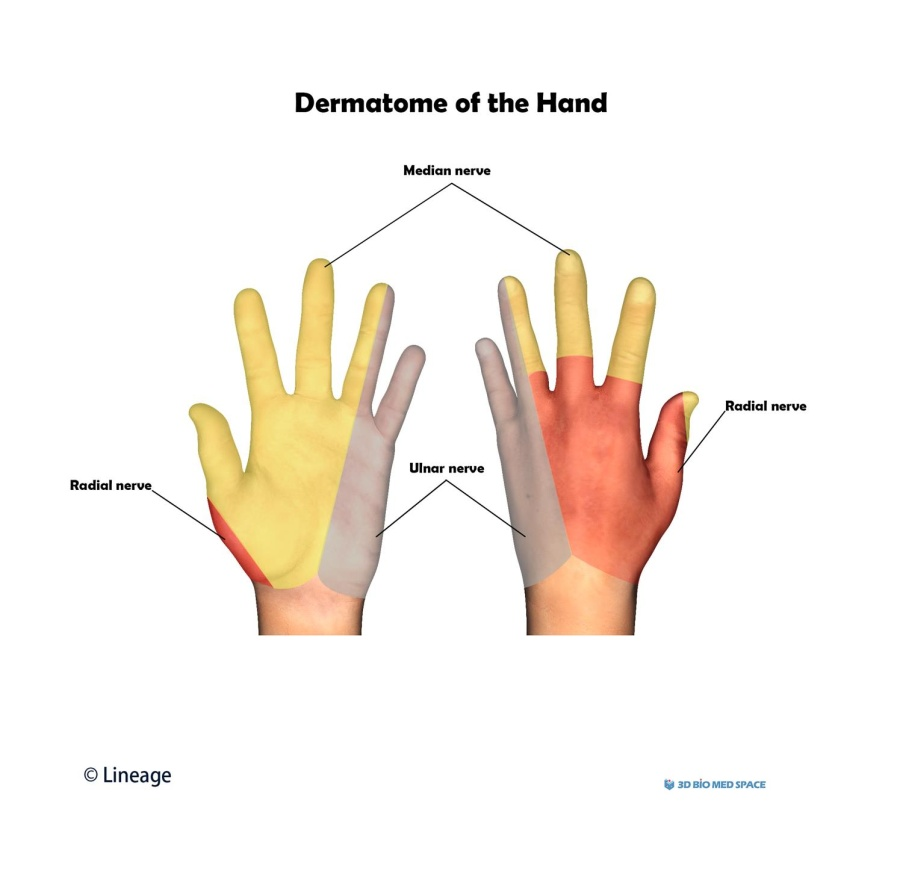 Dermatome of the Hand
Median nerve
Radial nerve
Ulnar nerve
Radial nerve
© Lineage
3D BIO MED SPACE